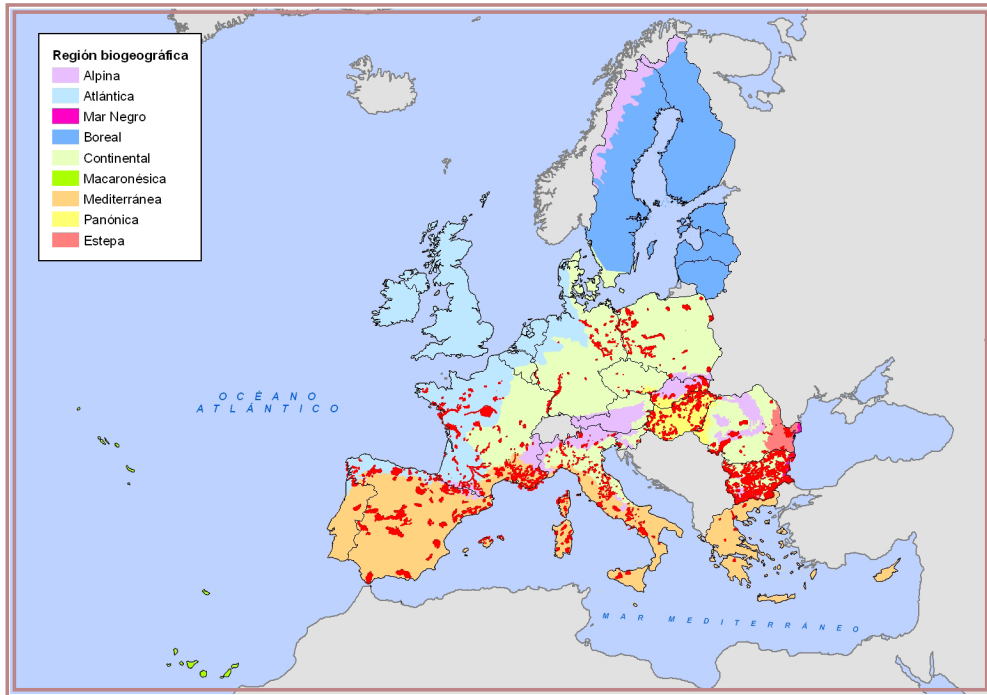 Región biogeográfica
Alpina
Atlántica
Mar Negro
Boreal
Continental
Macaronésica
Mediterránea
Panónica
Estepa
OCÉANO
ATLÁNTICO
MAR MEDITERRÁNEO